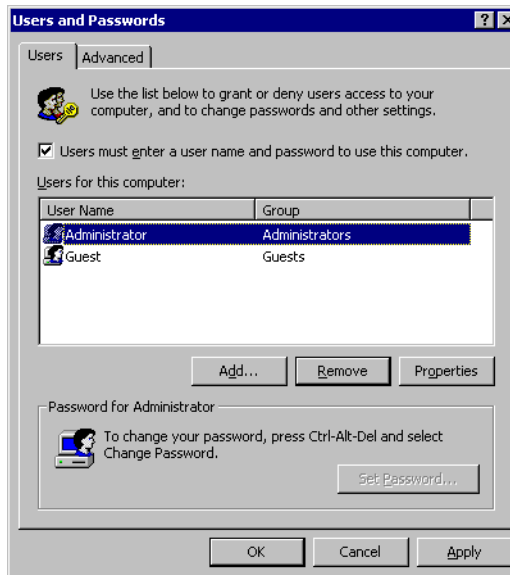 Users and Passwords
Users Advanced
Use the list below to grant or deny users access to your
computer, and to change passwords and other settings.
Users must enter a user name and password to use this computer.
Users for this computer:
User Name Group
Administrator Administrators
Guest Guests
Add... Remove Properties
Password for Administrator
To change your password, press Ctrl-Alt-Del and select
Change Password.
Set Password...
OK Cancel Apply